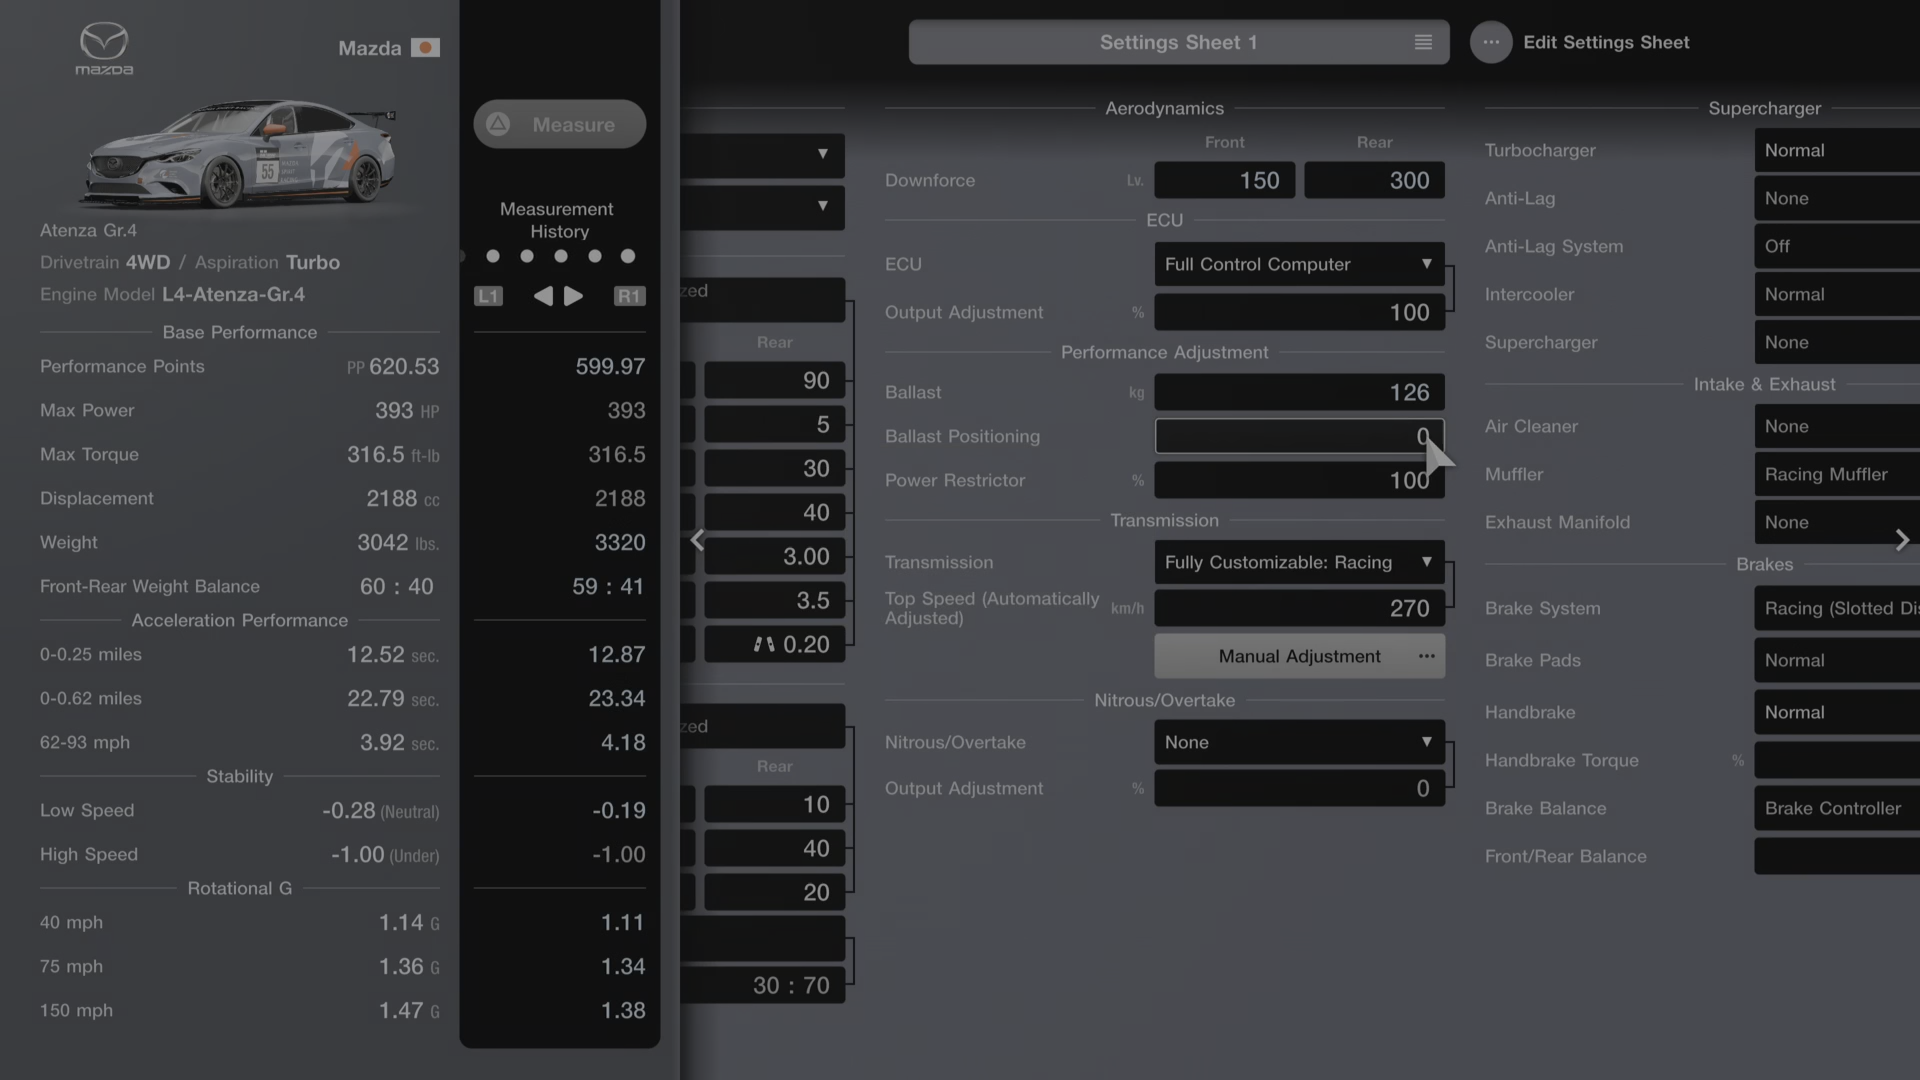 mazda
Mazda
55
Atenza Gr.4
Drivetrain 4WD / Aspiration Turbo
Engine Model L4-Atenza-Gr.4
Base Performance
Performance Points PP 620.53
Max Power 393 HP
Max Torque 316.5 ft-lb
Displacement 2188 cc
Weight 3042 lbs.
Front-Rear Weight Balance 60 : 40
Acceleration Performance
0-0.25 miles 12.52 sec.
0-0.62 miles 22.79 sec.
62-93 mph 3.92 sec.
Stability
Low Speed -0.28 (Neutral)
High Speed -1.00 (Under)
Rotational G
40 mph 1.14 G
75 mph 1.36 G
150 mph 1.47 G
Measure
Measurement
History
L1 R1
599.97
393
316.5
2188
3320
59 : 41
12.87
23.34
4.18
-0.19
-1.00
1.11
1.34
1.38
zed
Rear
90
5
30
40
3.00
3.5
0.20
zed
Rear
10
40
20
30 : 70
Settings Sheet 1
Edit Settings Sheet
Aerodynamics
Front Rear
Downforce Lv. 150 300
ECU
ECU Full Control Computer
Output Adjustment % 100
Performance Adjustment
Ballast kg 126
Ballast Positioning 0
Power Restrictor % 100
Transmission
Transmission Fully Customizable: Racing
Top Speed (Automatically
Adjusted) km/h 270
Manual Adjustment
Nitrous/Overtake
Nitrous/Overtake None
Output Adjustment % 0
Supercharger
Turbocharger Normal
Anti-Lag None
Anti-Lag System Off
Intercooler Normal
Supercharger None
Intake & Exhaust
Air Cleaner None
Muffler Racing Muffler
Exhaust Manifold None
Brakes
Brake System Racing (Slotted Dis
Brake Pads Normal
Handbrake Normal
Handbrake Torque %
Brake Balance Brake Controller
Front/Rear Balance